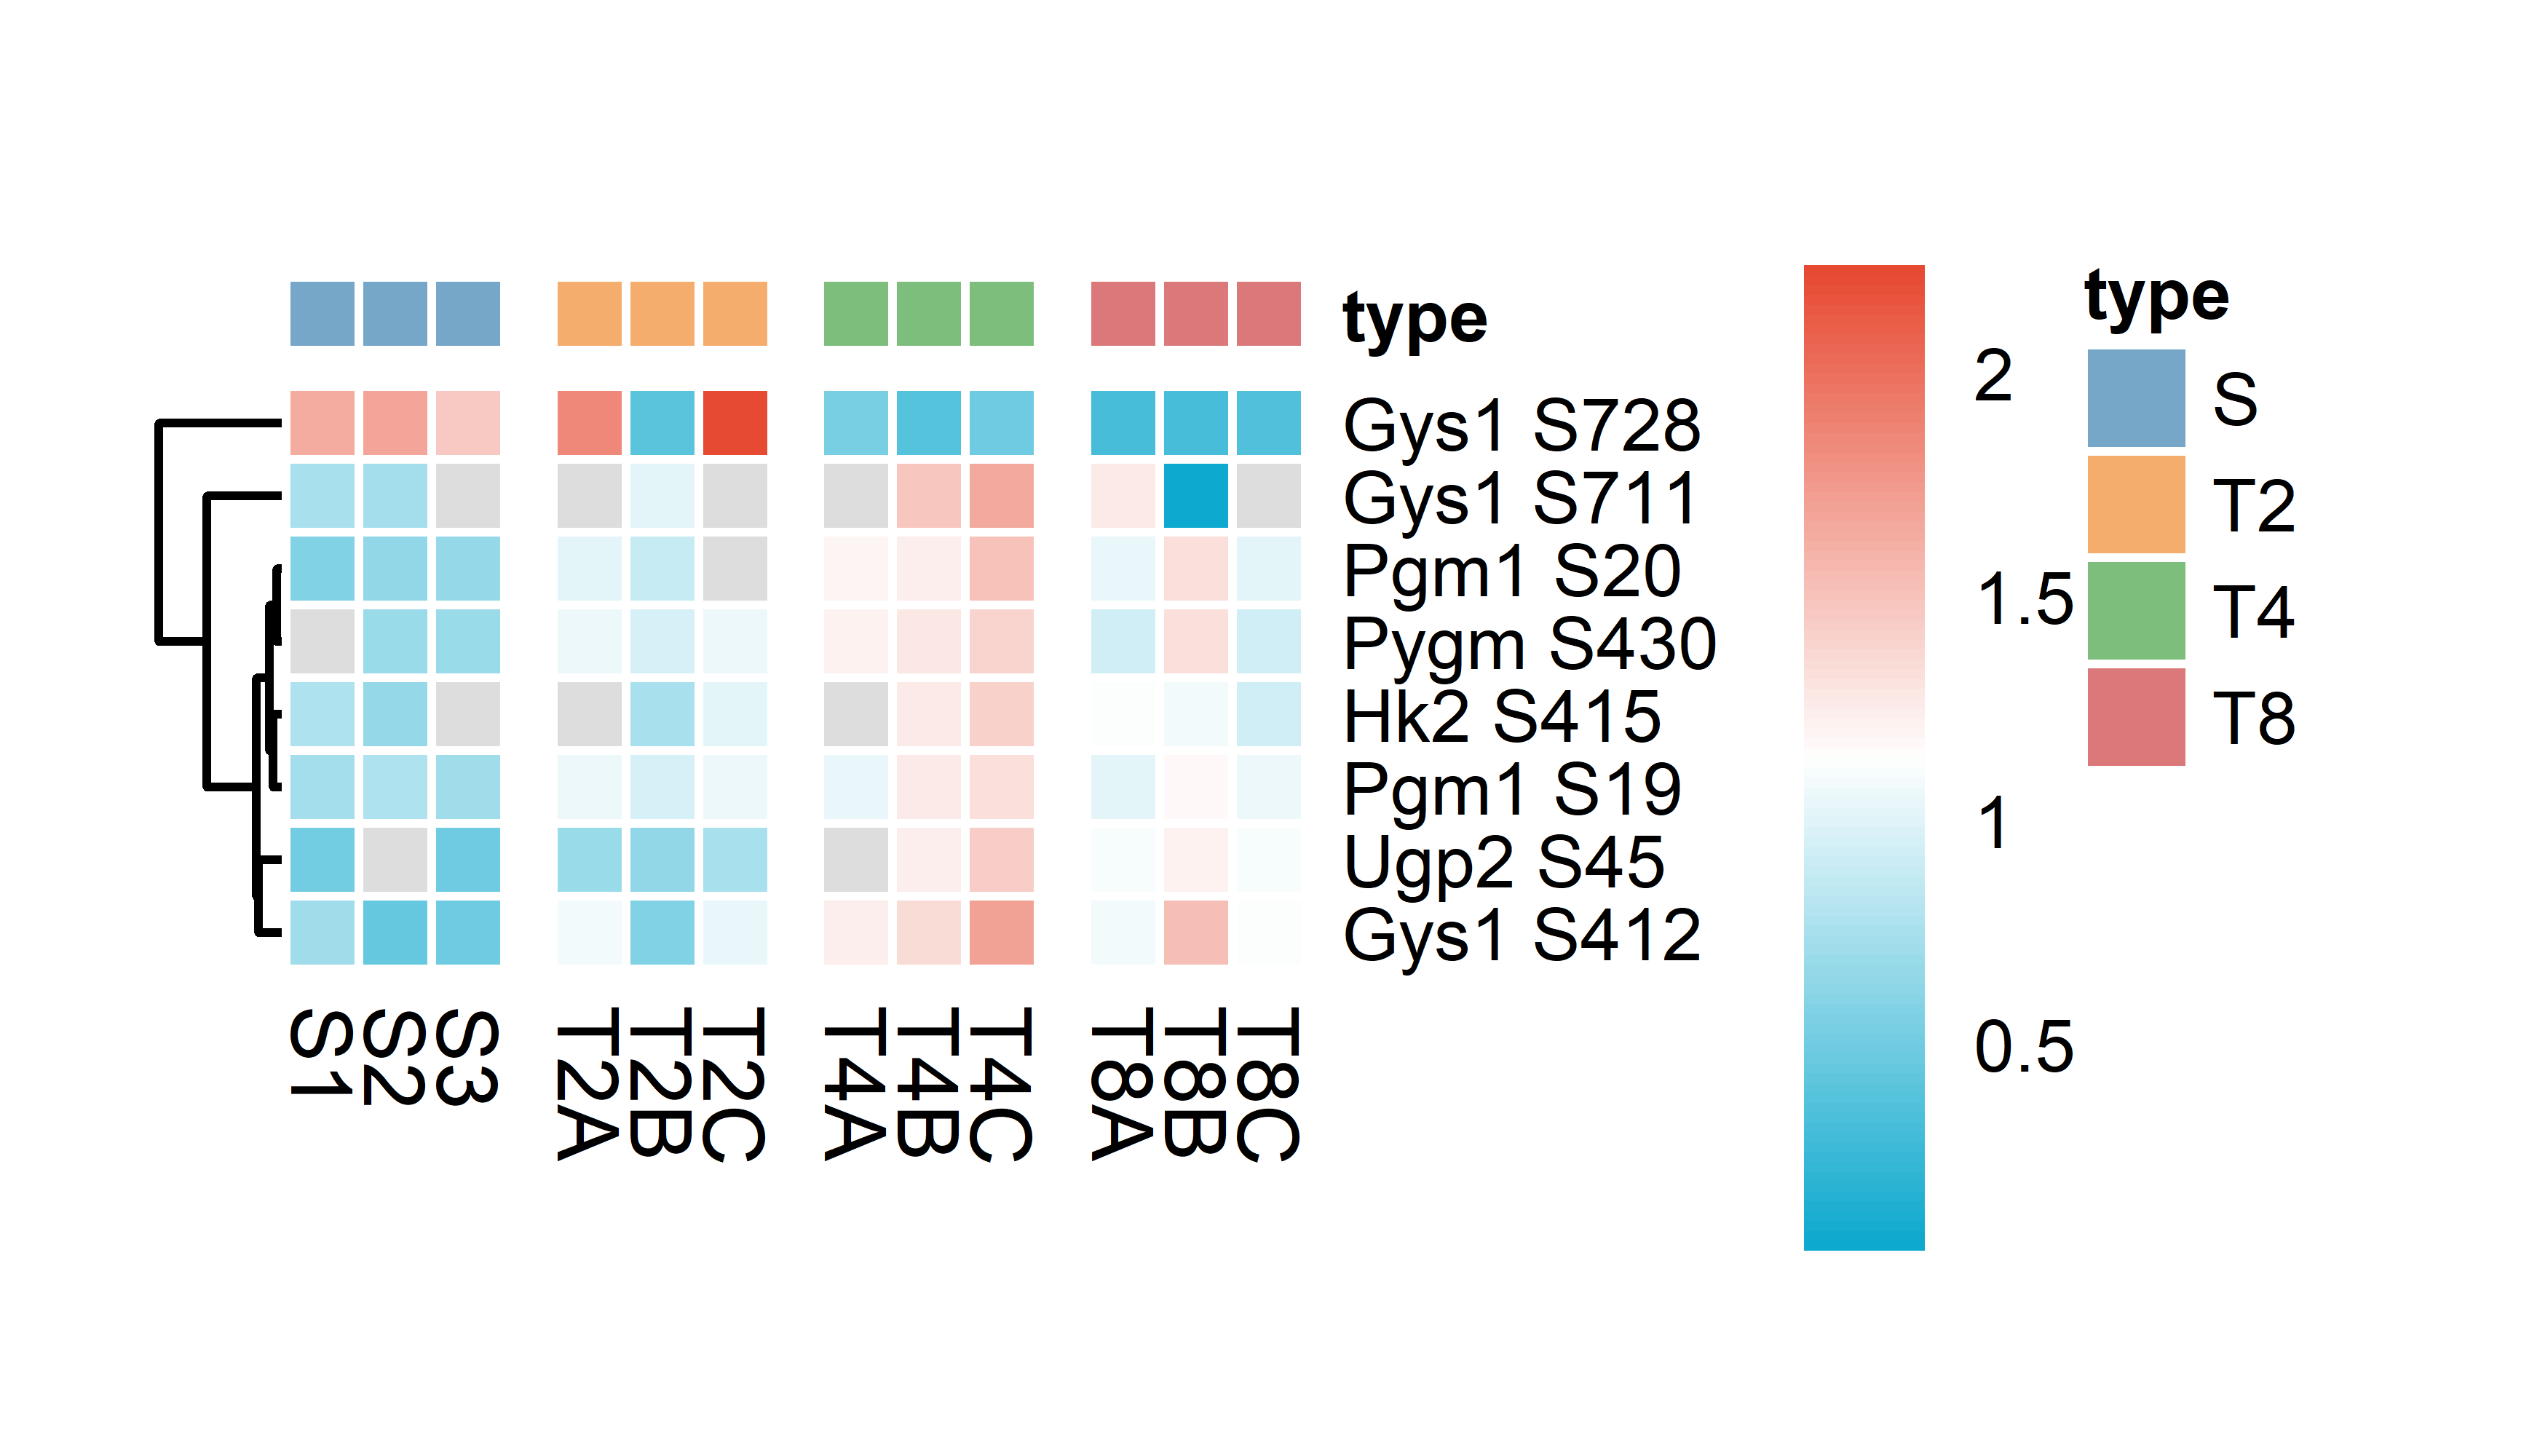 type
Gys1 S728
Gys1 S711
Pgm1 S20
Pygm S430
Hk2 S415
Pgm1 S19
Ugp2 S45
Gys1 S412
S1
S2
S3
T2A
T2B
T2C
T4A
T4B
T4C
T8A
T8B
T8C
2
1.5
1
0.5
type
S
T2
T4
T8